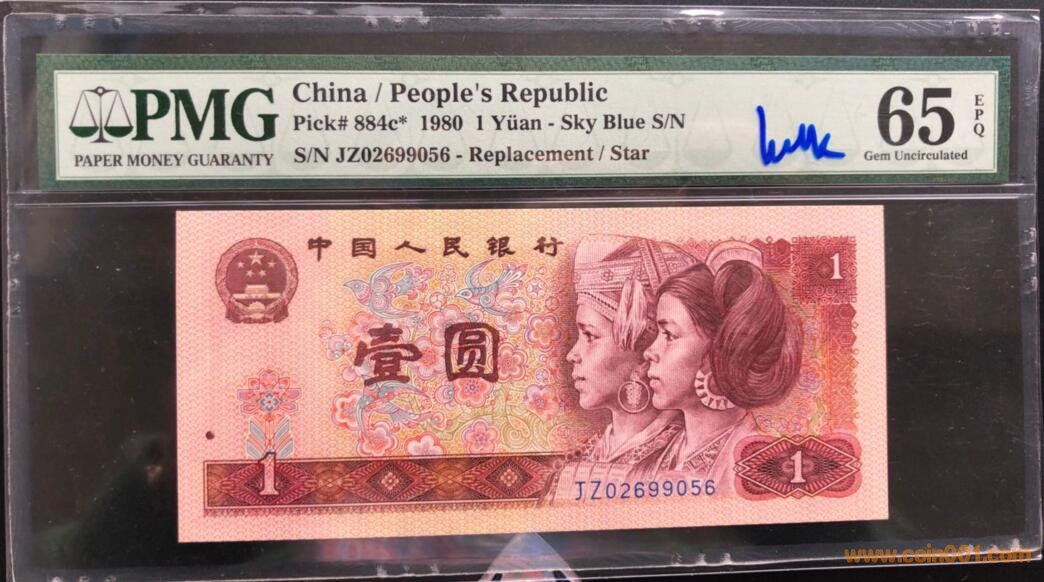 PMG
PAPER MONEY GUARANTY
China / People's Republic
Pick# 884c* 1980 1 Yüan - Sky Blue S/N
S/N JZ02699056 - Replacement / Star
65
EPQ
Gem Uncirculated
中国人民银行
1
壹圆
1
1
JZ02699056
www.coin001.com